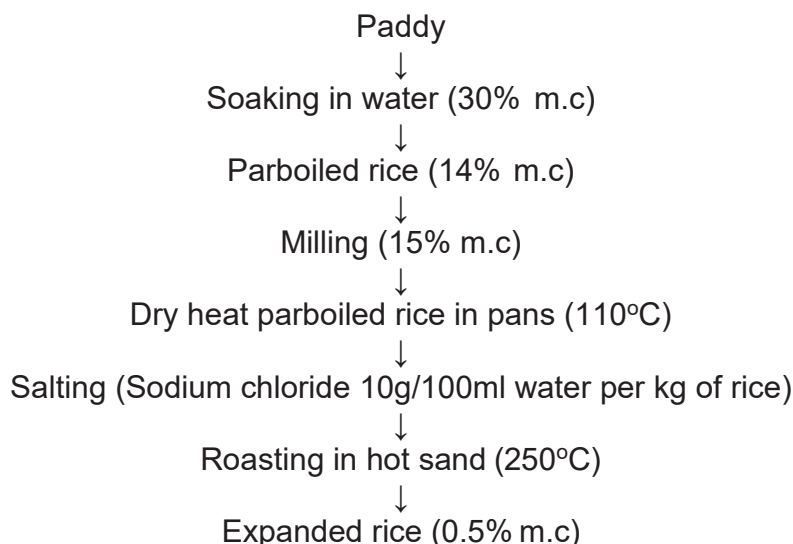 Paddy
↓
Soaking in water (30% m.c)
↓
Parboiled rice (14% m.c)
↓
Milling (15% m.c)
↓
Dry heat parboiled rice in pans (110°C)
↓
Salting (Sodium chloride 10g/100ml water per kg of rice)
↓
Roasting in hot sand (250°C)
↓
Expanded rice (0.5% m.c)